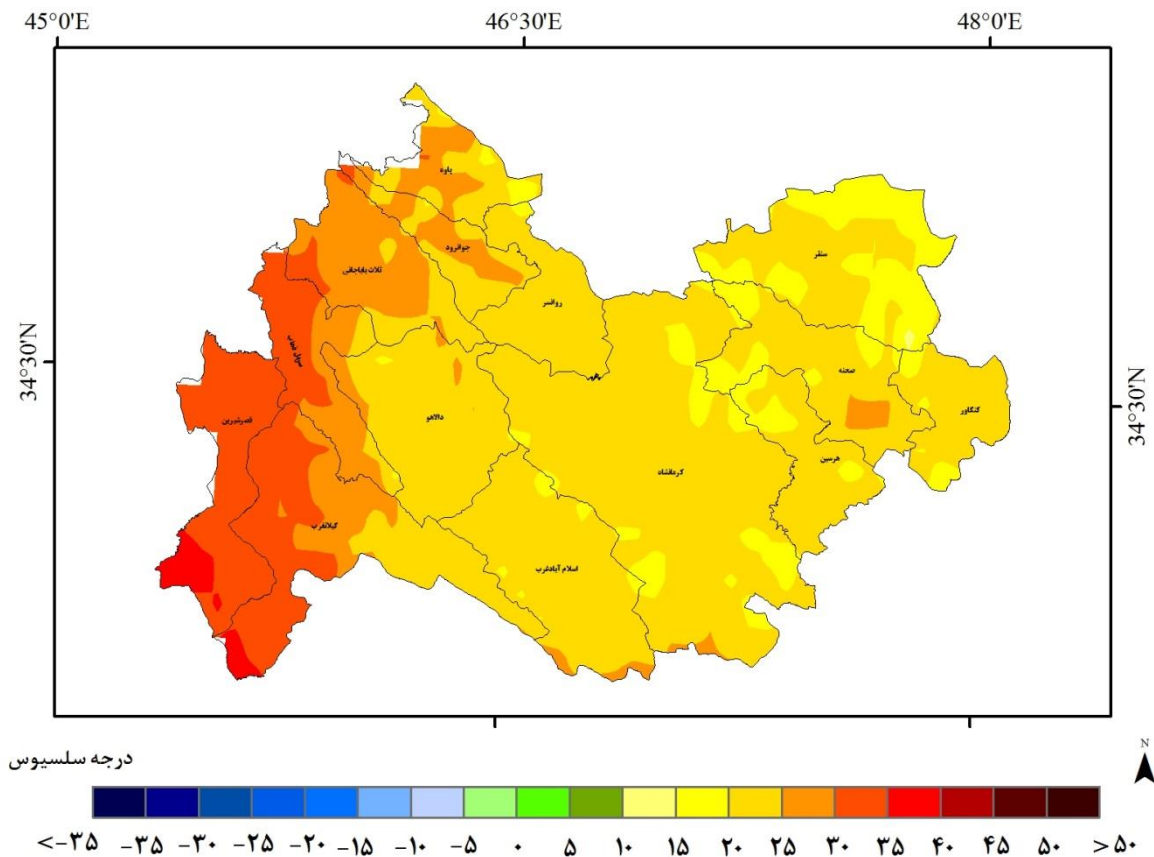 45°0'E 46°30'E 48°0'E
34°30'N
34°30'N
پاوه
جوانرود
ثلاث باباجانی
روانسر
سنقر
سرپل ذهاب
صحنه
کنگاور
قصرشیرین
دالاهو
هرسین
کرمانشاه
گیلانغرب
اسلام آبادغرب
N
درجه سلسیوس
<-۳۵ -۳۵ -۳۰ -۲۵ -۲۰ -۱۵ -۱۰ -۵ ۰ ۵ ۱۰ ۱۵ ۲۰ ۲۵ ۳۰ ۳۵ ۴۰ ۴۵ ۵۰ >۵۰